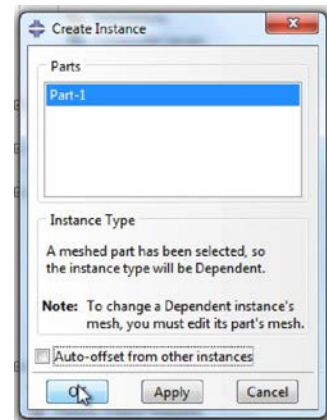 Create Instance
Parts
Part-1
Instance Type
A meshed part has been selected, so
the instance type will be Dependent.
Note: To change a Dependent instance's
mesh, you must edit its part's mesh.
Auto-offset from other instances
Apply
Cancel